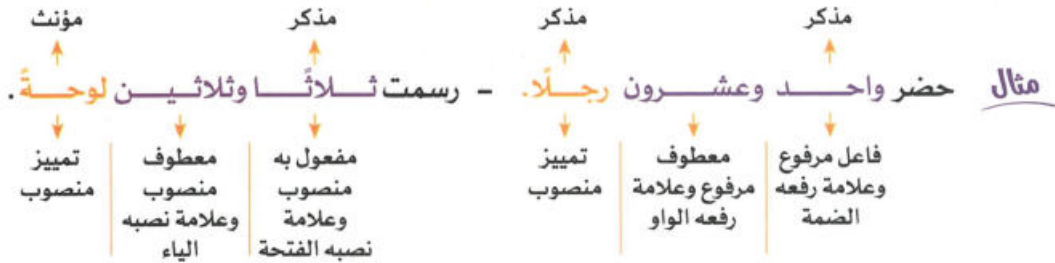 مذكر مذكر مذكر مؤنث
مثال حضر واحد وعشرون رجلًا. - رسمت ثلاثًا وثلاثين لوحةً.
فاعل مرفوع وعلامة رفعه الضمة
معطوف مرفوع وعلامة رفعه الواو
تمييز منصوب
مفعول به منصوب وعلامة نصبه الفتحة
معطوف منصوب وعلامة نصبه الياء
تمييز منصوب